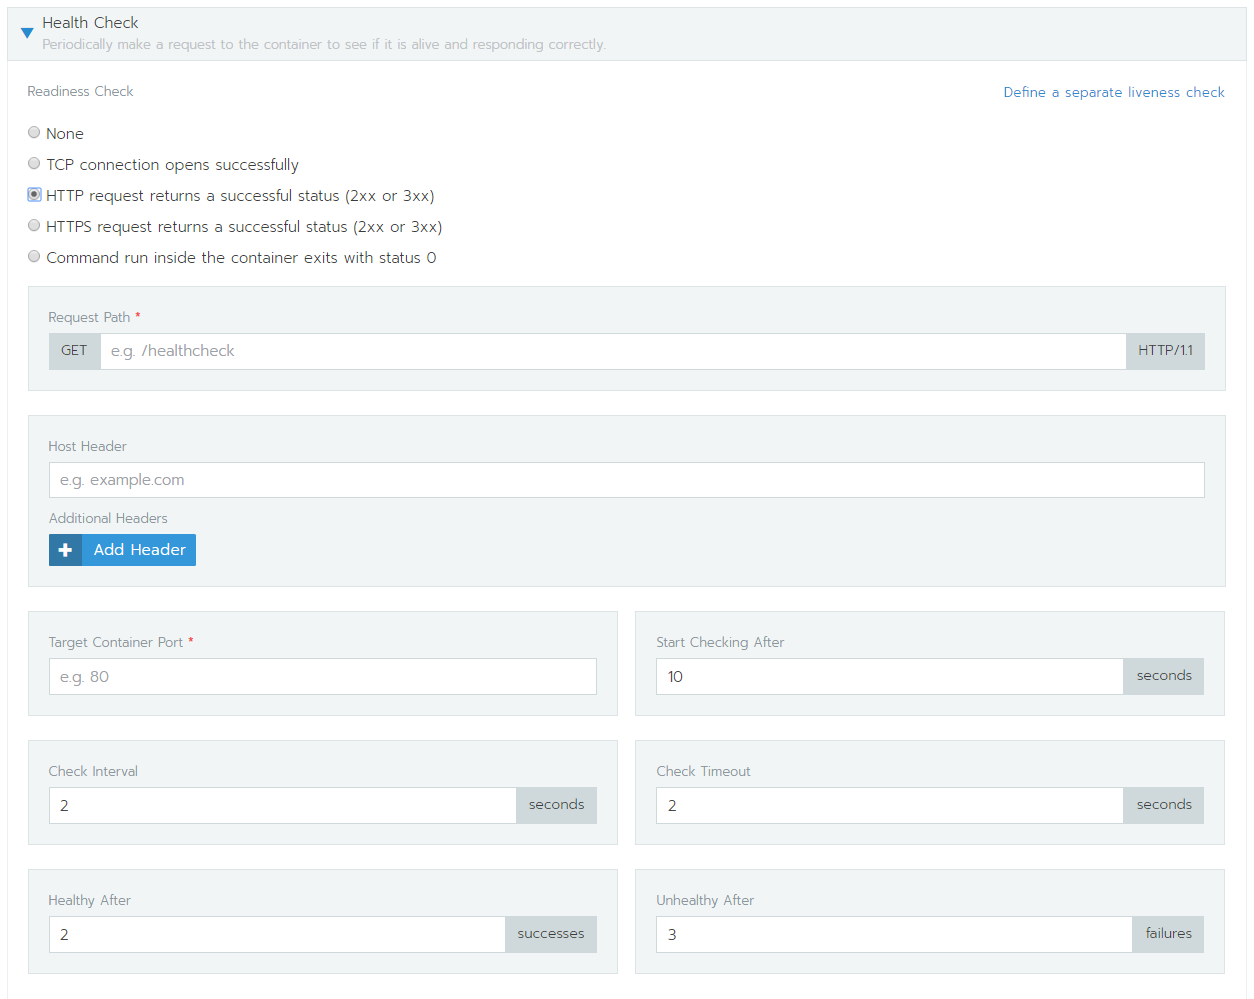 Health Check
Periodically make a request to the container to see if it is alive and responding correctly.
Readiness Check
Define a separate liveness check
None
TCP connection opens successfully
HTTP request returns a successful status (2xx or 3xx)
HTTPS request returns a successful status (2xx or 3xx)
Command run inside the container exits with status 0
Request Path *
GET e.g. /healthcheck HTTP/1.1
Host Header
e.g. example.com
Additional Headers
Add Header
Target Container Port *
e.g. 80
Start Checking After
10 seconds
Check Interval
2 seconds
Check Timeout
2 seconds
Healthy After
2 successes
Unhealthy After
3 failures